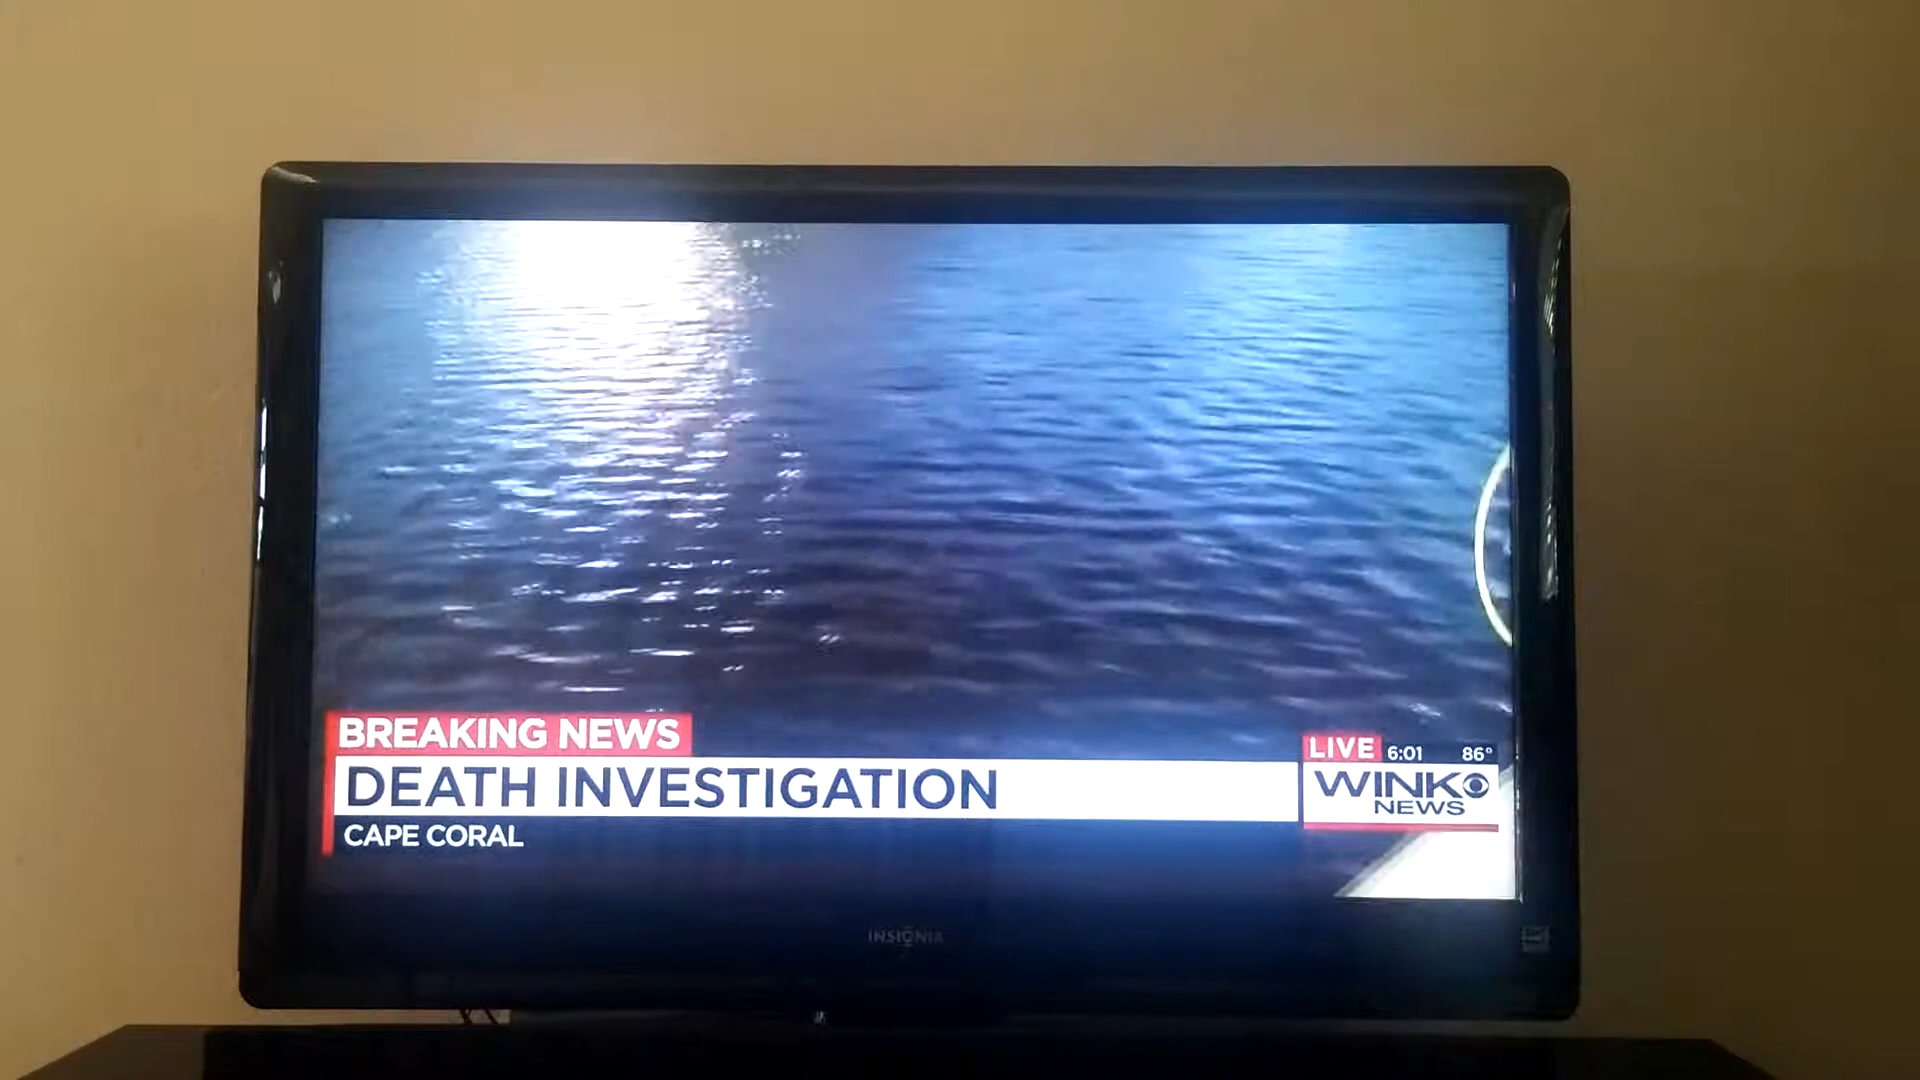 BREAKING NEWS
DEATH INVESTIGATION
CAPE CORAL
LIVE 6:01 86°
WINK
NEWS
INSIGNIA